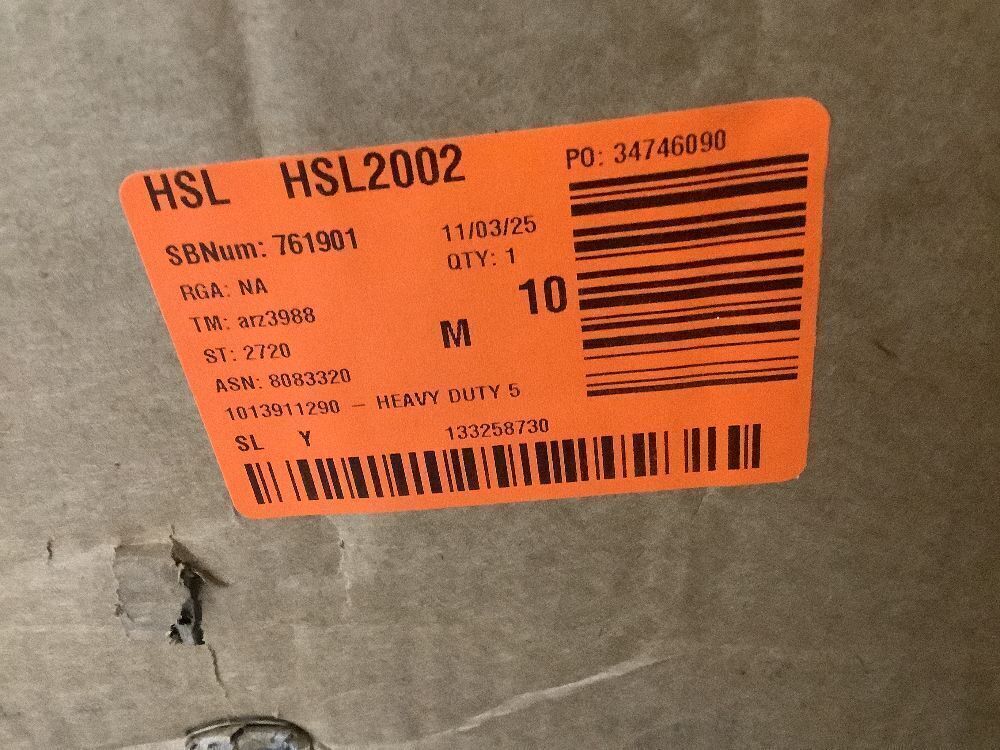 HSL HSL2002
PO: 34746090
SBNum: 761901
11/03/25
RGA: NA
QTY: 1
TM: arz3988
10
M
ST: 2720
ASN: 8083320
1013911290 - HEAVY DUTY 5
SL Y 133258730